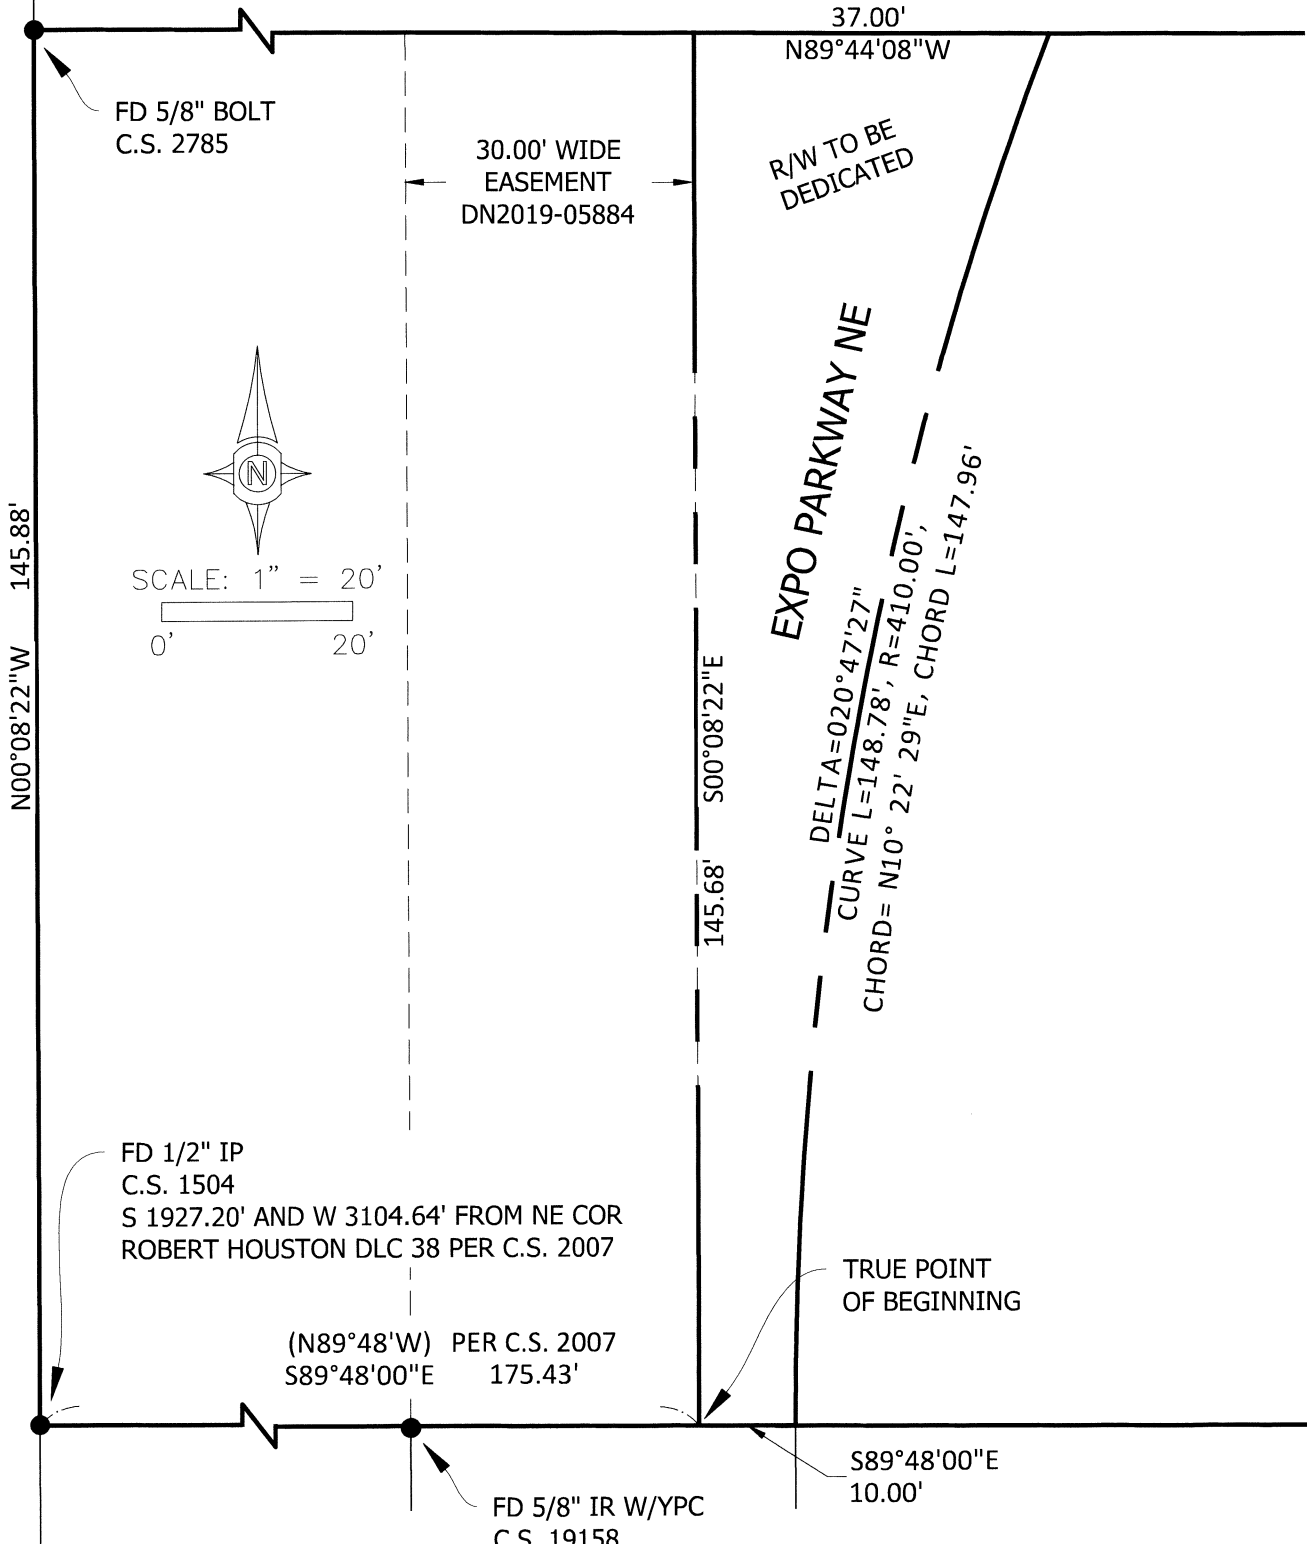 37.00'
N89°44'08"W
FD 5/8" BOLT
C.S. 2785
30.00' WIDE
EASEMENT
DN2019-05884
R/W TO BE
DEDICATED
EXPO PARKWAY NE
N
SCALE: 1" = 20'
0' 20'
N00°08'22"W 145.88'
S00°08'22"E
145.68'
DELTA=020°47'27"
CURVE L=148.78', R=410.00',
CHORD= N10° 22' 29"E, CHORD L=147.96'
FD 1/2" IP
C.S. 1504
S 1927.20' AND W 3104.64' FROM NE COR
ROBERT HOUSTON DLC 38 PER C.S. 2007
TRUE POINT
OF BEGINNING
(N89°48'W) PER C.S. 2007
S89°48'00"E 175.43'
S89°48'00"E
10.00'
FD 5/8" IR W/YPC
C.S. 19158